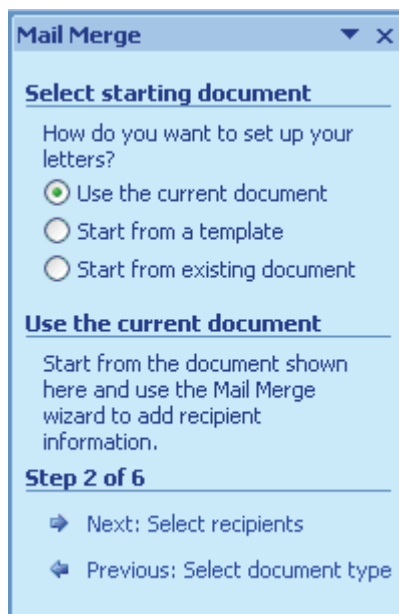 Mail Merge
Select starting document
How do you want to set up your
letters?
Use the current document
Start from a template
Start from existing document
Use the current document
Start from the document shown
here and use the Mail Merge
wizard to add recipient
information.
Step 2 of 6
Next: Select recipients
Previous: Select document type